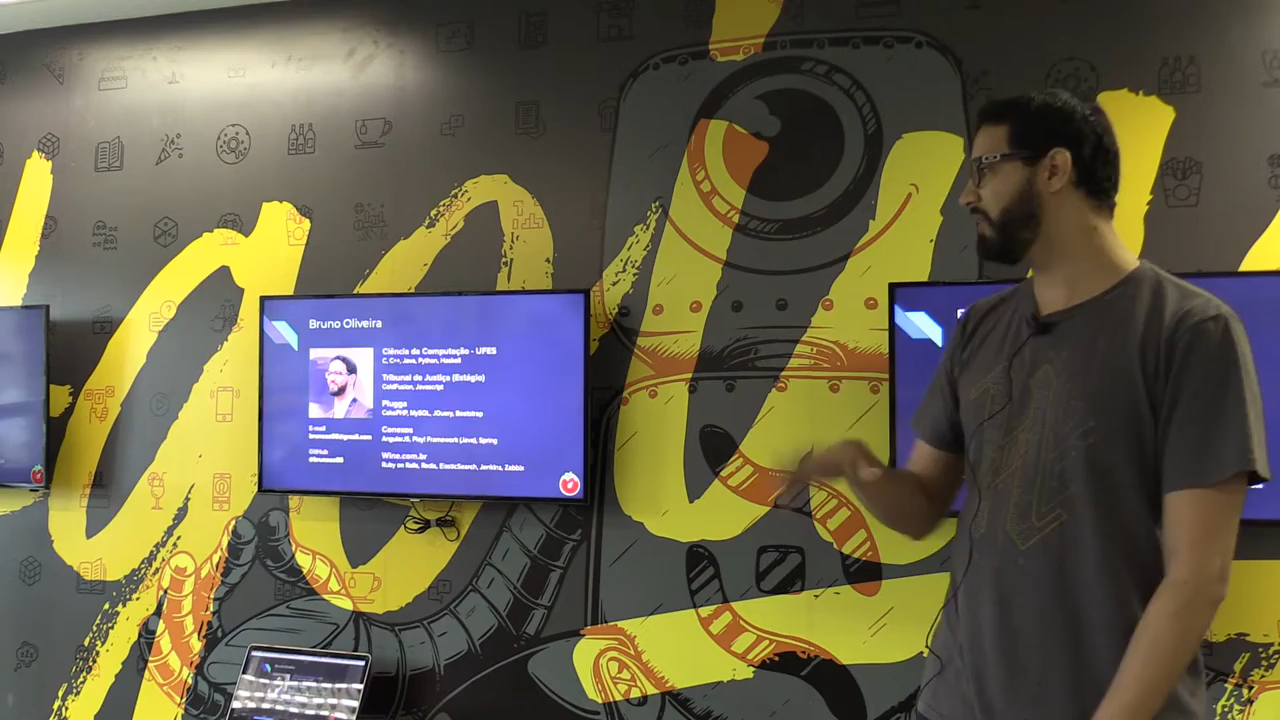 Bruno Oliveira
Ciência da Computação - UFES
C, C++, Java, Python, Haskell
Tribunal de Justiça (Estágio)
ColdFusion, Javascript
Plugga
CakePHP, MySQL, JQuery, Bootstrap
E-mail
Conexos
AngularJS, Play! Framework (Java), Spring
GitHub
Wine.com.br
Ruby on Rails, Redis, ElasticSearch, Jenkins, Zabbix